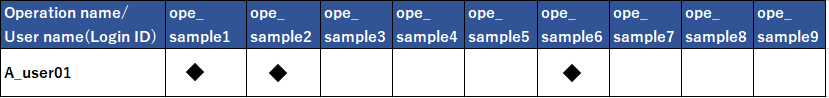 Operation name/ ope_ ope_ ope_ ope_ ope_ ope_ ope_ ope_ ope_
User name(Login ID) sample1 sample2 sample3 sample4 sample5 sample6 sample7 sample8 sample9
A_user01 ◆ ◆ ◆